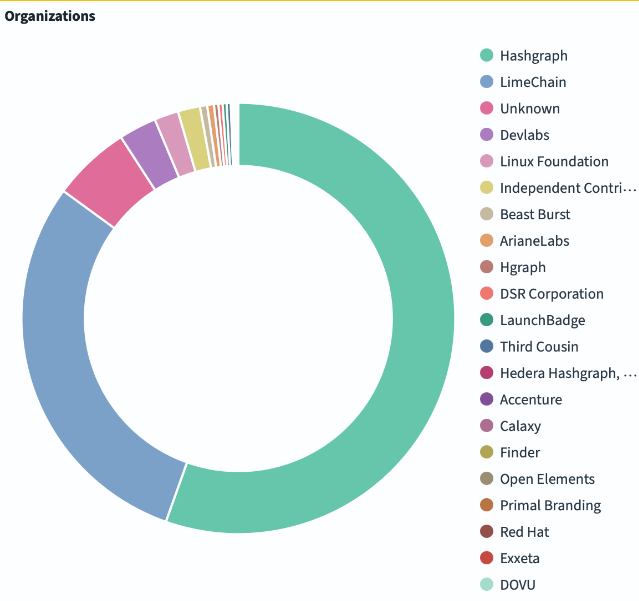 Organizations
Hashgraph
LimeChain
Unknown
Devlabs
Linux Foundation
Independent Contri...
Beast Burst
ArianeLabs
Hgraph
DSR Corporation
LaunchBadge
Third Cousin
Hedera Hashgraph, ...
Accenture
Calaxy
Finder
Open Elements
Primal Branding
Red Hat
Exxeta
DOVU